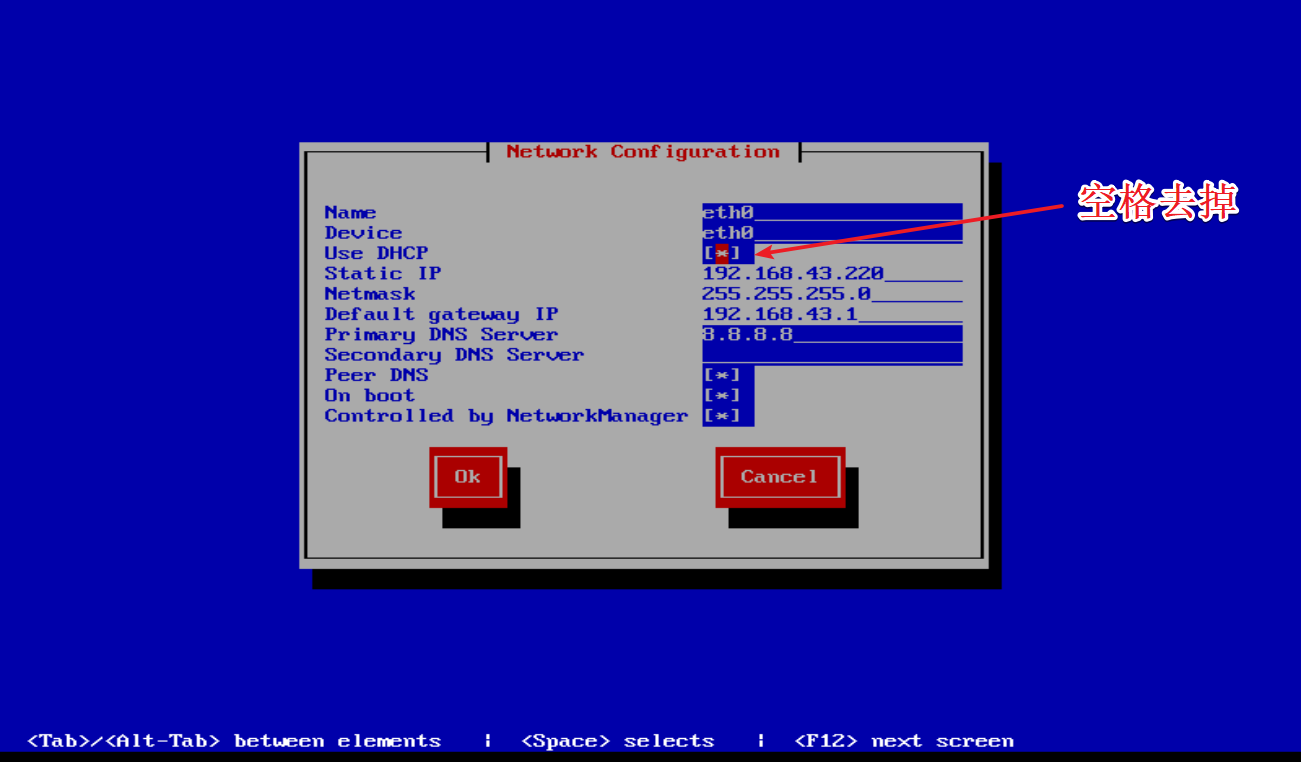 Network Configuration
空格去掉
Name eth0
Device eth0
Use DHCP [*]
Static IP 192.168.43.220
Netmask 255.255.255.0
Default gateway IP 192.168.43.1
Primary DNS Server 8.8.8.8
Secondary DNS Server
Peer DNS [*]
On boot [*]
Controlled by NetworkManager [*]
Ok Cancel
<Tab>/<Alt-Tab> between elements | <Space> selects | <F12> next screen